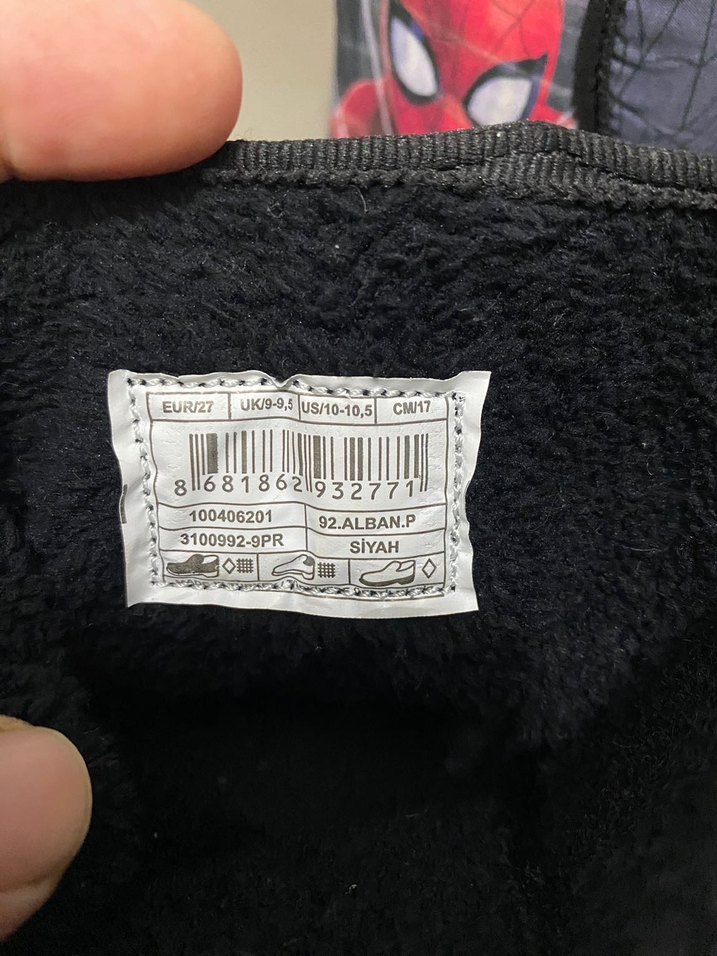 EUR/27 UK/9-9,5 US/10-10,5 CM/17
8 681862 932771
100406201 92.ALBAN.P
3100992-9PR SİYAH